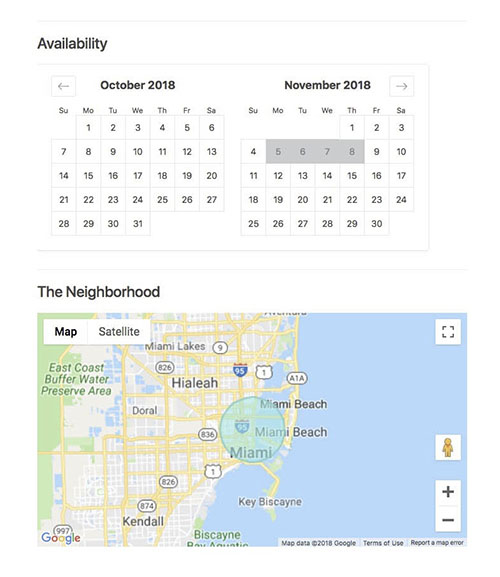 Availability
← October 2018 November 2018 →
Su Mo Tu We Th Fr Sa Su Mo Tu We Th Fr Sa
1 2 3 4 5 6 1 2 3
7 8 9 10 11 12 13 4 5 6 7 8 9 10
14 15 16 17 18 19 20 11 12 13 14 15 16 17
21 22 23 24 25 26 27 18 19 20 21 22 23 24
28 29 30 31 25 26 27 28 29 30
The Neighborhood
Map Satellite
Aventura
Miami Lakes 9
East Coast
Buffer Water
Preserve Area
826
Hialeah
95
1
A1A
Doral
Miami Beach
836
95
Miami Beach
Miami
826
1
874
Key Biscayne
Kendall
997
Biscayne
Bay Aquatic
Google
Map data ©2018 Google Terms of Use Report a map error